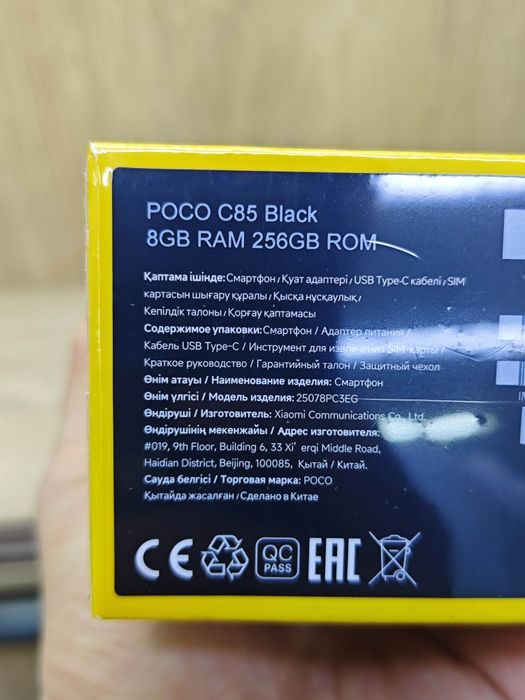 POCO C85 Black
8GB RAM 256GB ROM
Қаптама ішінде: Смартфон / Қуат адаптері / USB Type-C кабелі / SIM
картасын шығару құралы / Қысқа нұсқаулық /
Кепілдік талоны / Қорғау қаптамасы
Содержимое упаковки: Смартфон / Адаптер питания /
Кабель USB Type-C / Инструмент для извлечения SIM-карты /
Краткое руководство / Гарантийный талон / Защитный чехол
Өнім атауы / Наименование изделия: Смартфон
Өнім үлгісі / Модель изделия: 25078PC3EG
Өндіруші / Изготовитель: Xiaomi Communications Co., Ltd.
Өндірушінің мекенжайы / Адрес изготовителя:
#019, 9th Floor, Building 6, 33 Xi' erqi Middle Road,
Haidian District, Beijing, 100085, Қытай / Китай.
Сауда белгісі / Торговая марка: POCO
Қытайда жасалған / Сделано в Китае
CE QC PASS EAC